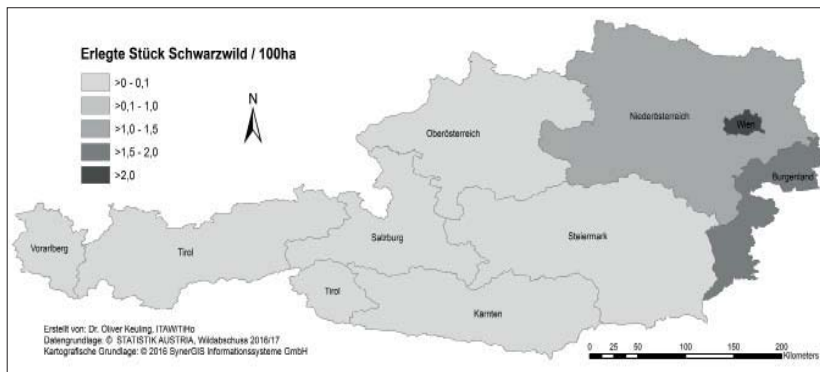 Erlegte Stück Schwarzwild / 100ha
>0 - 0,1
>0,1 - 1,0
>1,0 - 1,5
>1,5 - 2,0
>2,0
N
Oberösterreich
Niederösterreich
Wien
Burgenland
Vorarlberg
Tirol
Salzburg
Steiermark
Tirol
Kärnten
Erstellt von: Dr. Oliver Keuling, ITAW/TiHo
Datengrundlage: © STATISTIK AUSTRIA, Wildabschuss 2016/17
Kartografische Grundlage: © 2016 SynerGIS Informationssysteme GmbH
0 25 50 100 150 200
Kilometers